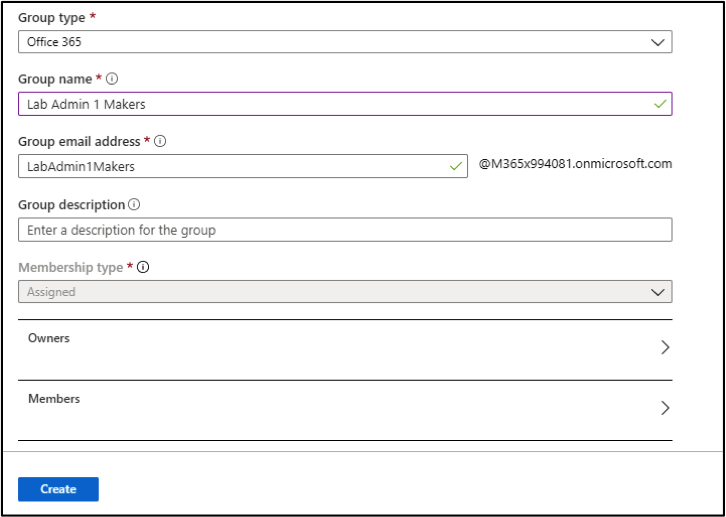 Group type *
Office 365
Group name *
Lab Admin 1 Makers
Group email address *
LabAdmin1Makers @M365x994081.onmicrosoft.com
Group description
Enter a description for the group
Membership type *
Assigned
Owners
Members
Create